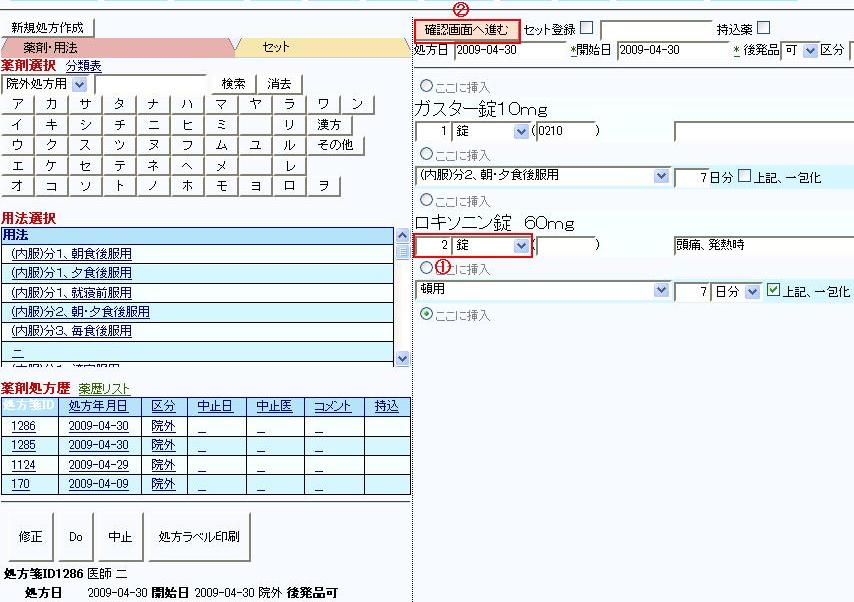 新規処方作成
薬剤・用法
セット
薬剤選択 分類表
院外処方用 検索 消去
ア カ サ タ ナ ハ マ ヤ ラ ワ ン
イ キ シ チ ニ ヒ ミ リ 漢方
ウ ク ス ツ ヌ フ ム ユ ル その他
エ ケ セ テ ネ ヘ メ レ
オ コ ソ ト ノ ホ モ ヨ ロ ヲ
用法選択
用法
(内服)分1、朝食後服用
(内服)分1、夕食後服用
(内服)分1、就寝前服用
(内服)分2、朝・夕食後服用
(内服)分3、毎食後服用
二
薬剤処方歴 薬歴リスト
処方箋ID 処方年月日 区分 中止日 中止医 コメント 持込
1286 2009-04-30 院外 _ _ _
1285 2009-04-30 院外 _ _ _
1124 2009-04-29 院外 _ _ _
170 2009-04-09 院外 _ _ _
修正 Do 中止 処方ラベル印刷
処方箋ID1286 医師 二
処方日 2009-04-30 開始日 2009-04-30 院外 後発品可
②
確認画面へ進む セット登録 持込薬
処方日 2009-04-30 *開始日 2009-04-30 * 後発品 可 区分
ここに挿入
ガスター錠10mg
1 錠 (0210 )
ここに挿入
(内服)分2、朝・夕食後服用 7 日分 上記、一包化
ここに挿入
ロキソニン錠 60mg
2 錠 ( ) 頭痛、発熱時
①
ここに挿入
頓用 7 日分 上記、一包化
ここに挿入